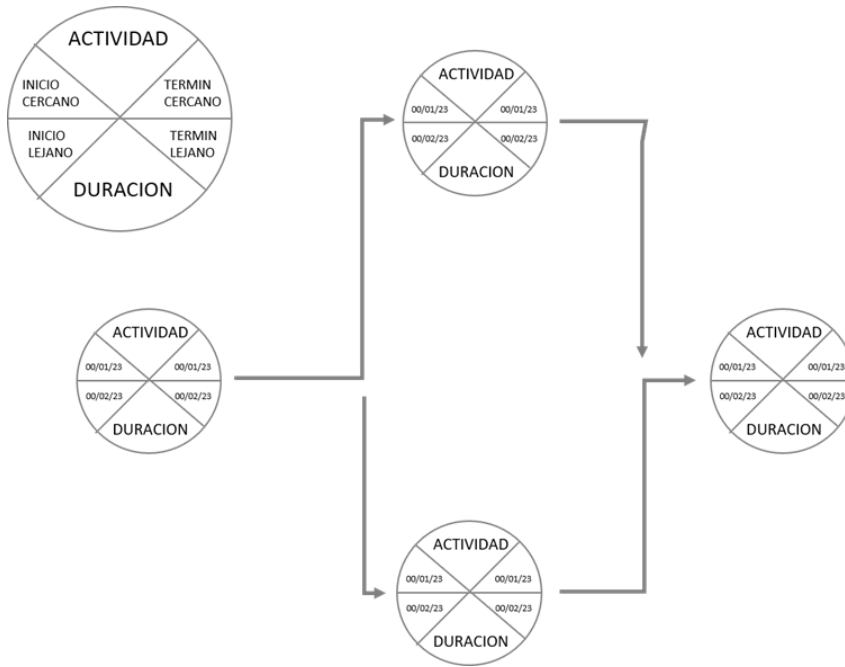 ACTIVIDAD
INICIO
CERCANO
TERMIN
CERCANO
INICIO
LEJANO
TERMIN
LEJANO
DURACION
ACTIVIDAD
00/01/23
00/01/23
00/02/23
00/02/23
DURACION
ACTIVIDAD
00/01/23
00/01/23
00/02/23
00/02/23
DURACION
ACTIVIDAD
00/01/23
00/01/23
00/02/23
00/02/23
DURACION
ACTIVIDAD
00/01/23
00/01/23
00/02/23
00/02/23
DURACION